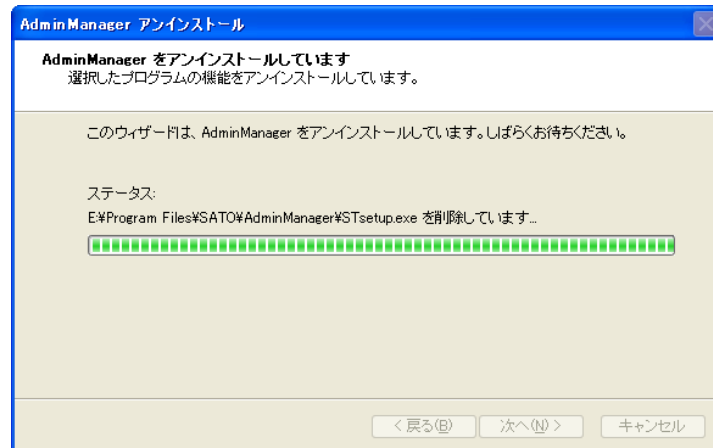 AdminManager アンインストール
AdminManager をアンインストールしています
選択したプログラムの機能をアンインストールしています。
このウィザードは、AdminManager をアンインストールしています。しばらくお待ちください。
ステータス:
E:¥Program Files¥SATO¥AdminManager¥STsetup.exe を削除しています...
< 戻る(B)
次へ(N) >
キャンセル